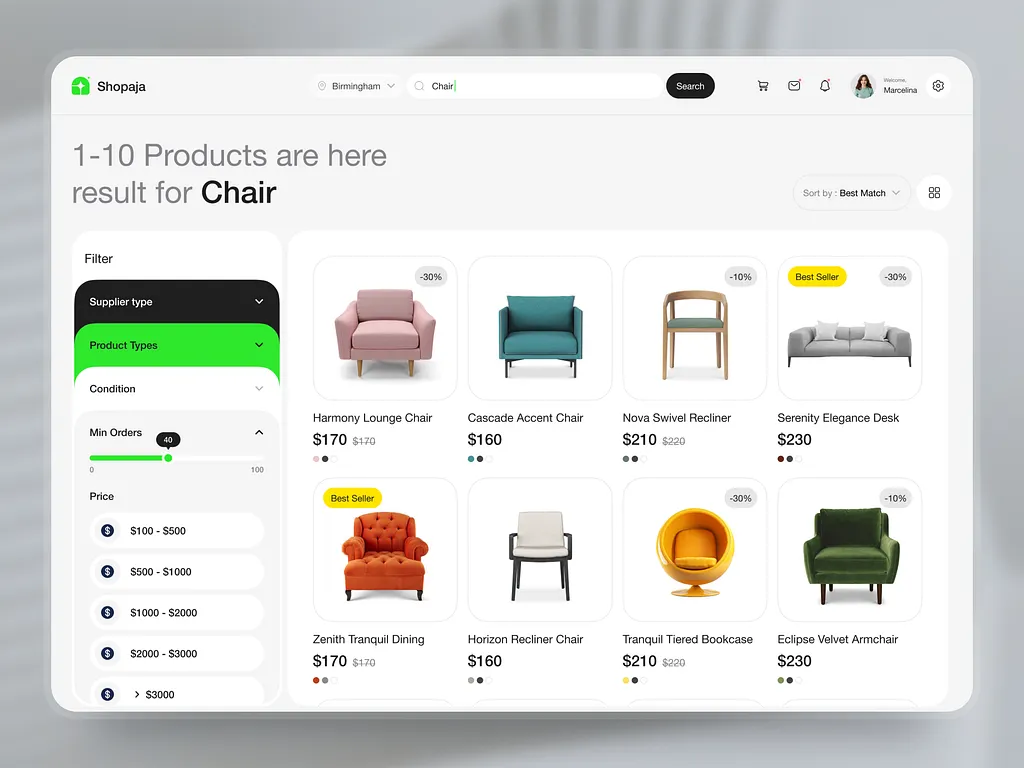 Shopaja
Birmingham
Chair
Search
Welcome,
Marcelina
1-10 Products are here
result for Chair
Sort by : Best Match
Filter
Supplier type
Product Types
Condition
Min Orders
40
0
100
Price
$100 - $500
$500 - $1000
$1000 - $2000
$2000 - $3000
> $3000
-30%
-10%
Best Seller
-30%
Harmony Lounge Chair
$170 $170
Cascade Accent Chair
$160
Nova Swivel Recliner
$210 $220
Serenity Elegance Desk
$230
Best Seller
-30%
-10%
Zenith Tranquil Dining
$170 $170
Horizon Recliner Chair
$160
Tranquil Tiered Bookcase
$210 $220
Eclipse Velvet Armchair
$230